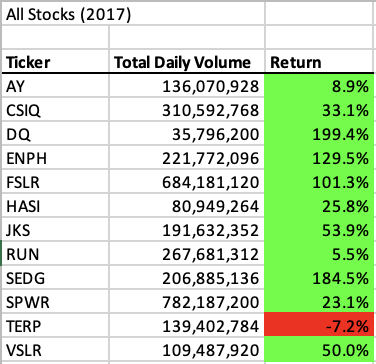 All Stocks (2017)
Ticker Total Daily Volume Return
AY 136,070,928 8.9%
CSIQ 310,592,768 33.1%
DQ 35,796,200 199.4%
ENPH 221,772,096 129.5%
FSLR 684,181,120 101.3%
HASI 80,949,264 25.8%
JKS 191,632,352 53.9%
RUN 267,681,312 5.5%
SEDG 206,885,136 184.5%
SPWR 782,187,200 23.1%
TERP 139,402,784 -7.2%
VSLR 109,487,920 50.0%